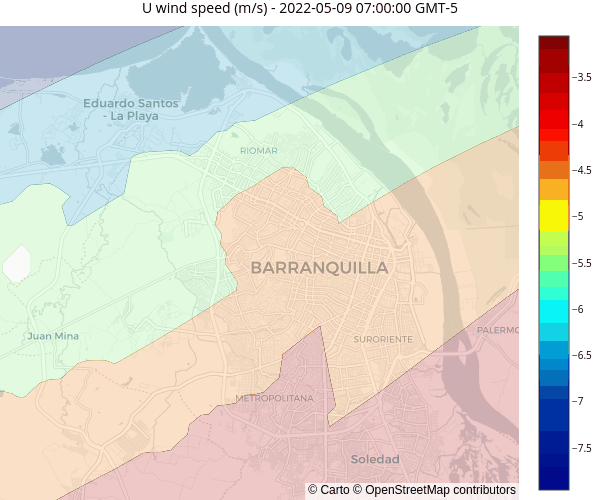 U wind speed (m/s) - 2022-05-09 07:00:00 GMT-5
Eduardo Santos
- La Playa
RIOMAR
BARRANQUILLA
Juan Mina
SURORIENTE
PALERMO
METROPOLITANA
Soledad
© Carto © OpenStreetMap contributors
−3.5
−4
−4.5
−5
−5.5
−6
−6.5
−7
−7.5